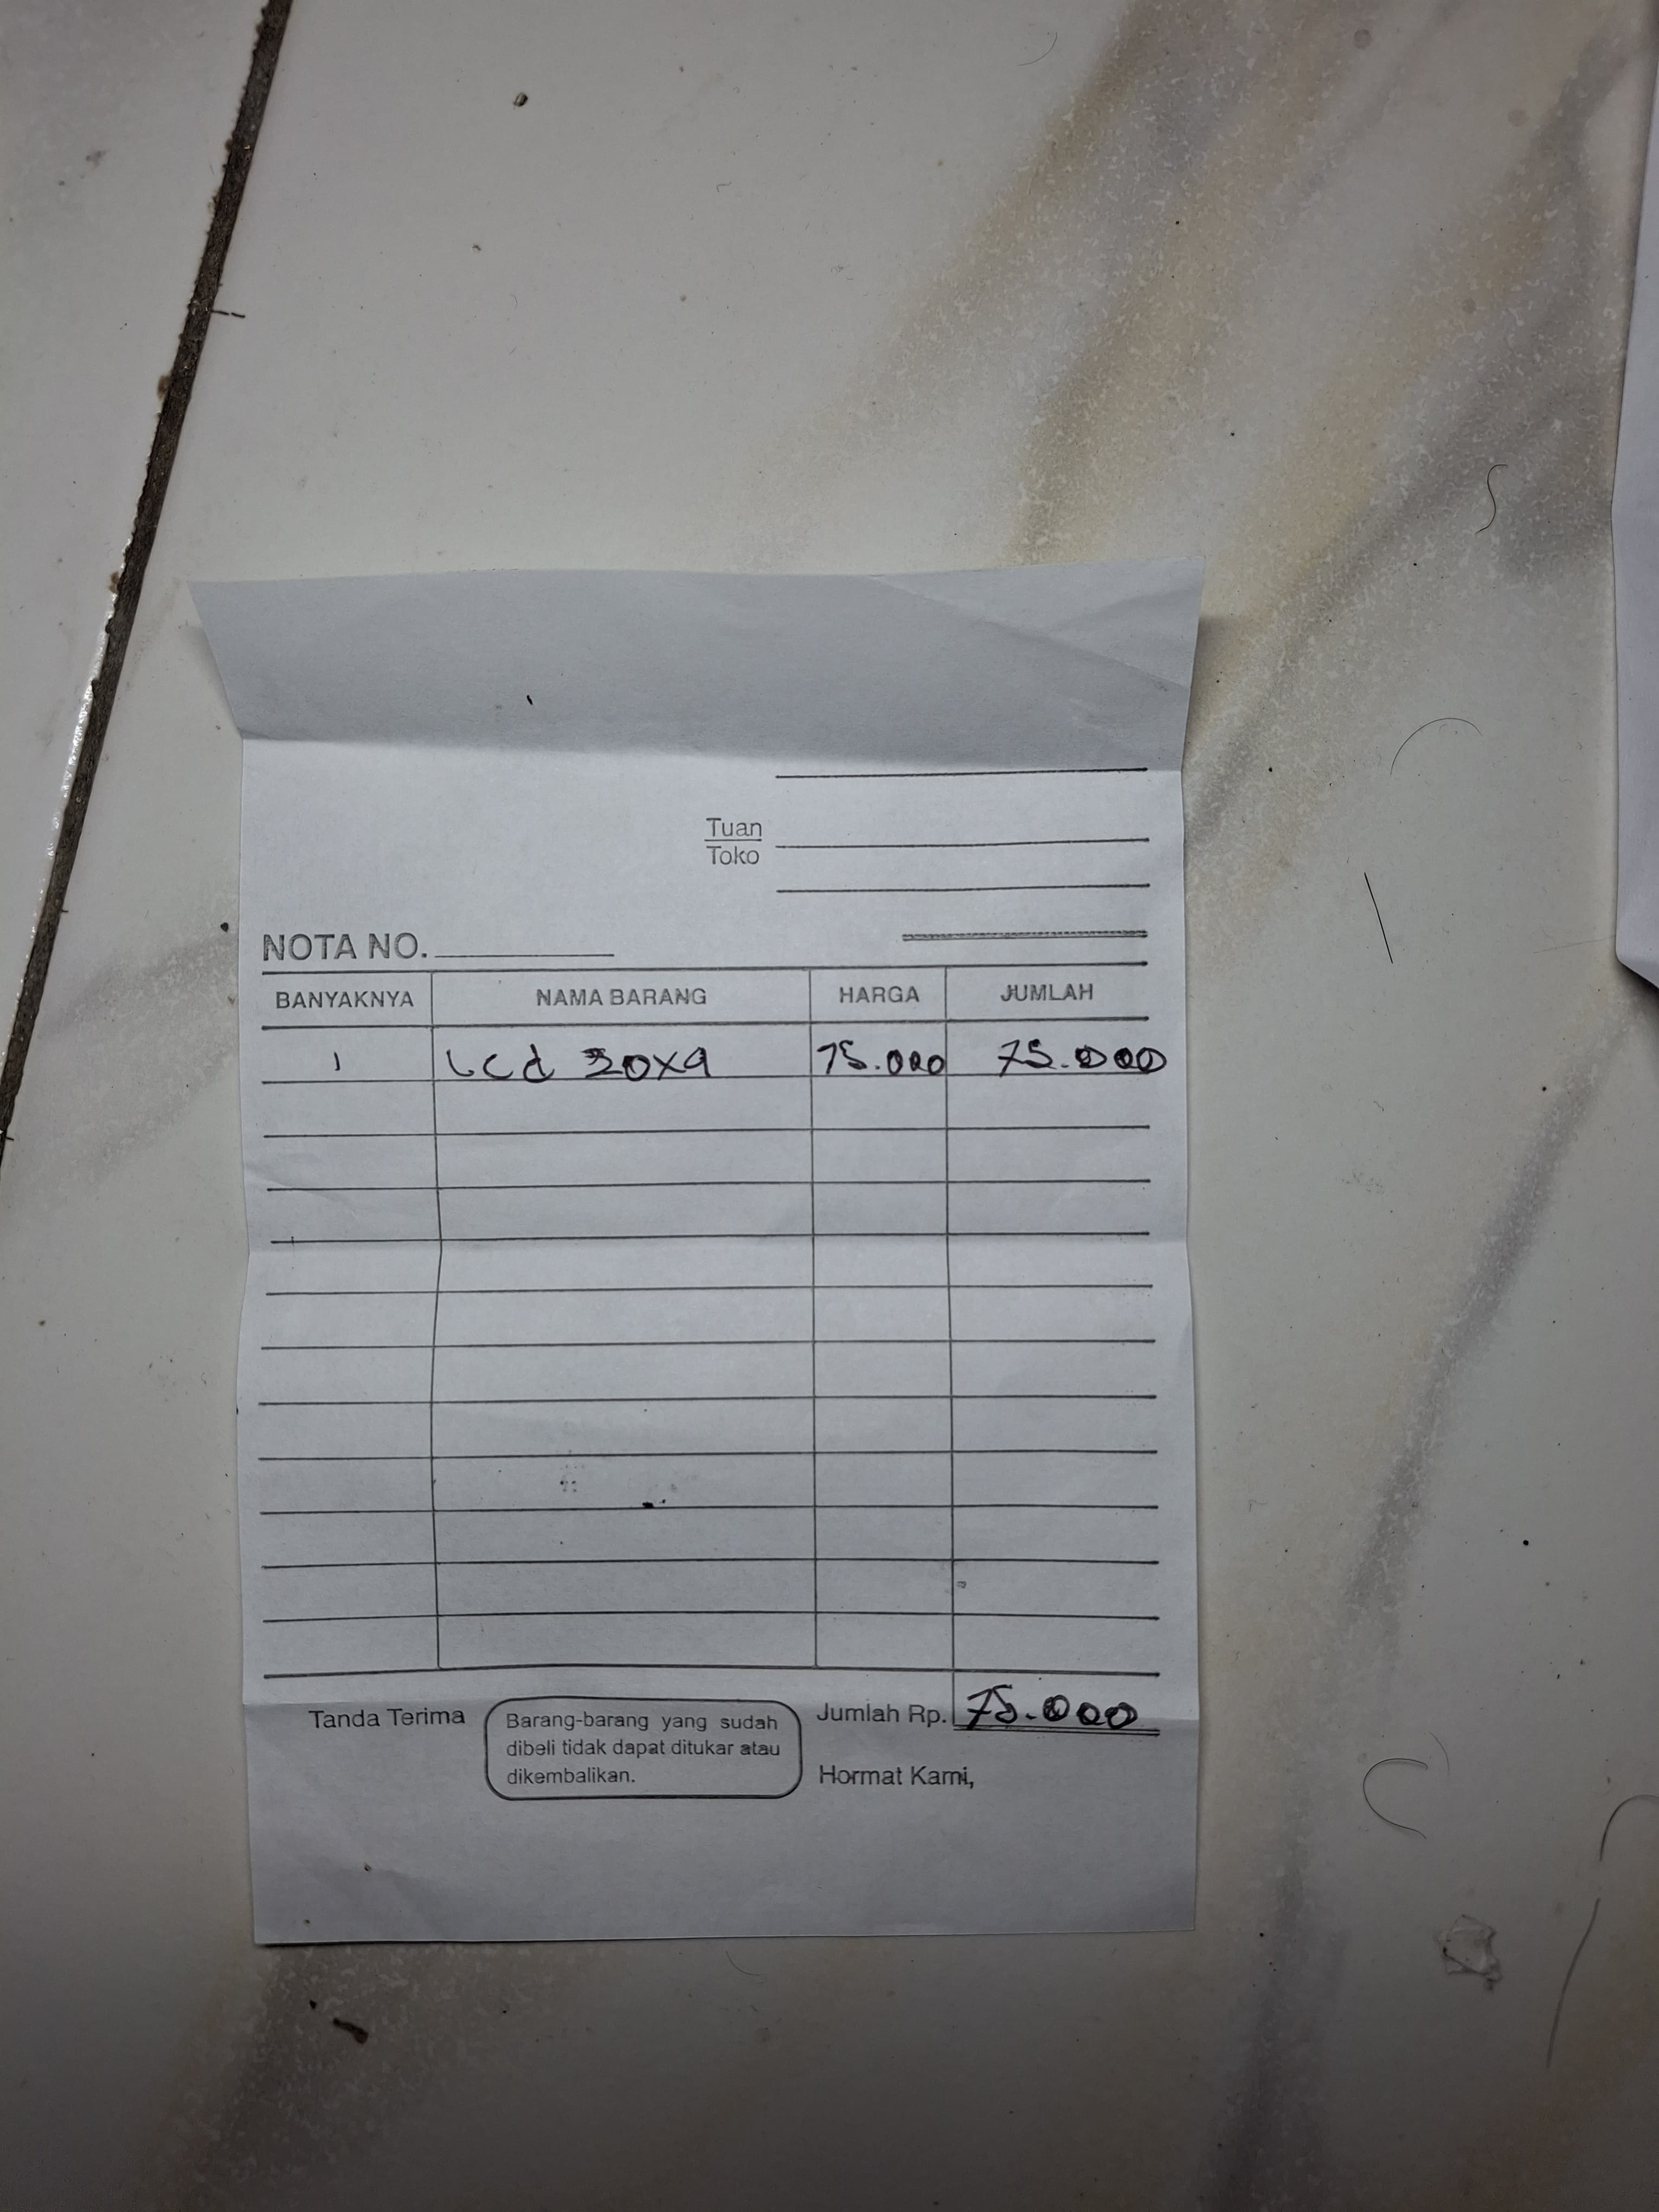 Tuan
Toko
NOTA NO.
BANYAKNYA NAMA BARANG HARGA JUMLAH
1 Lcd 20x4 75.000 75.000
Tanda Terima
Barang-barang yang sudah
dibeli tidak dapat ditukar atau
dikembalikan.
Jumlah Rp. 75.000
Hormat Kami,